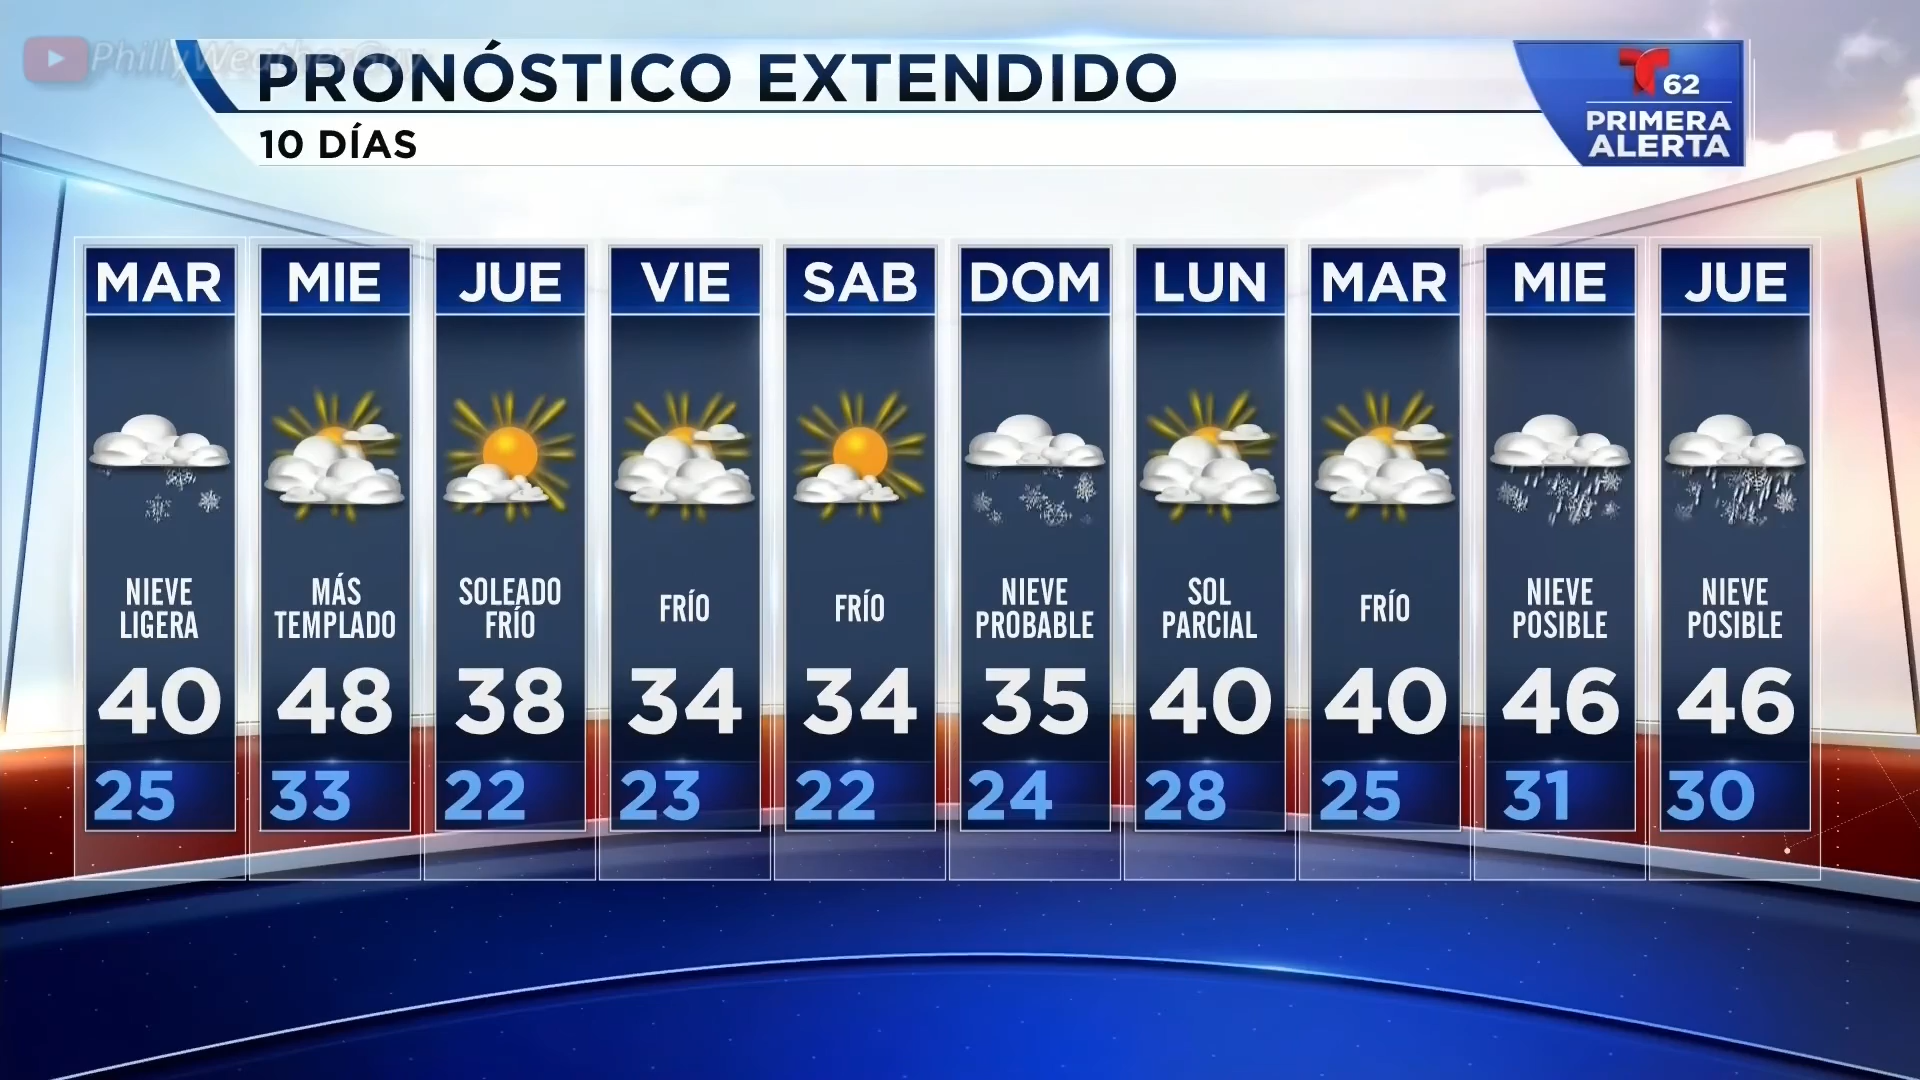 PhillyWeatherGuy
PRONÓSTICO EXTENDIDO
10 DÍAS
62
PRIMERA
ALERTA
MAR
NIEVE
LIGERA
40
25
MIE
MÁS
TEMPLADO
48
33
JUE
SOLEADO
FRÍO
38
22
VIE
FRÍO
34
23
SAB
FRÍO
34
22
DOM
NIEVE
PROBABLE
35
24
LUN
SOL
PARCIAL
40
28
MAR
FRÍO
40
25
MIE
NIEVE
POSIBLE
46
31
JUE
NIEVE
POSIBLE
46
30